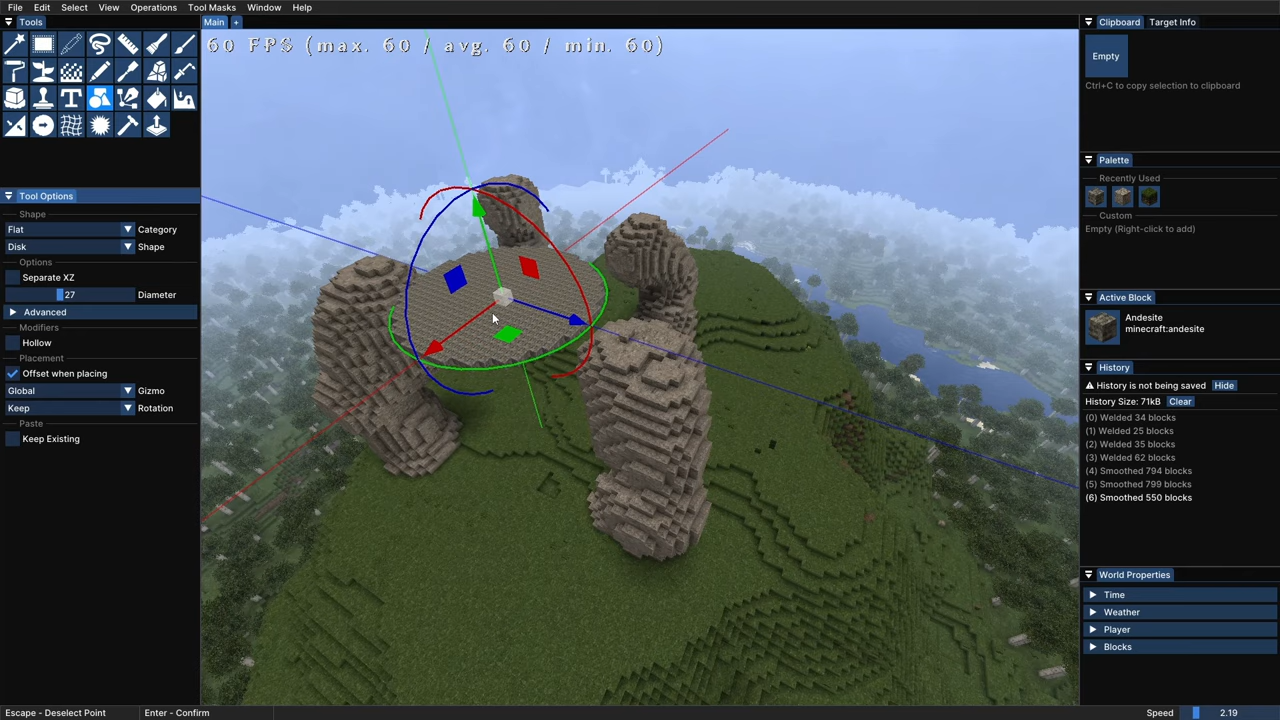 File Edit Select View Operations Tool Masks Window Help
Tools
Main +
60 FPS (max. 60 / avg. 60 / min. 60)
Tool Options
Shape
Flat Category
Disk Shape
Options
Separate XZ
27 Diameter
Advanced
Modifiers
Hollow
Placement
Offset when placing
Global Gizmo
Keep Rotation
Paste
Keep Existing
Clipboard Target Info
Empty
Ctrl+C to copy selection to clipboard
Palette
Recently Used
Custom
Empty (Right-click to add)
Active Block
Andesite
minecraft:andesite
History
History is not being saved Hide
History Size: 71kB Clear
(0) Welded 34 blocks
(1) Welded 25 blocks
(2) Welded 35 blocks
(3) Welded 62 blocks
(4) Smoothed 794 blocks
(5) Smoothed 799 blocks
(6) Smoothed 550 blocks
World Properties
Time
Weather
Player
Blocks
Escape - Deselect Point Enter - Confirm Speed 2.19